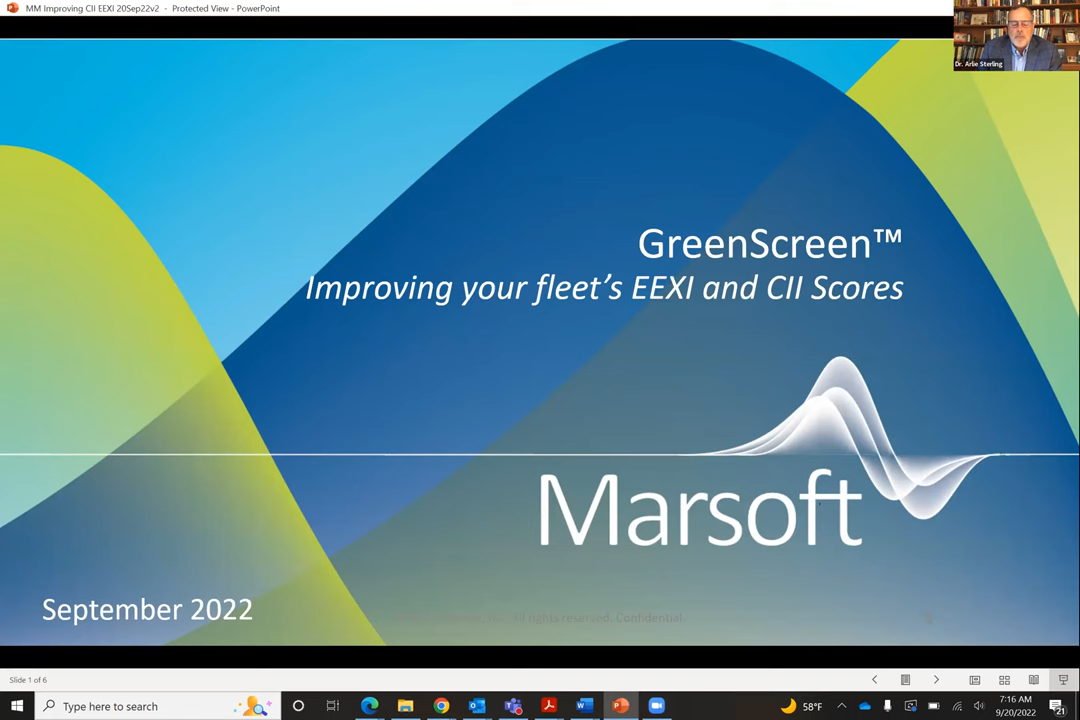 MM Improving CII EEXI 20Sep22v2 - Protected View - PowerPoint
Dr. Arlie Sterling
GreenScreen™
Improving your fleet's EEXI and CII Scores
Marsoft
September 2022
All rights reserved. Confidential.
Slide 1 of 6
Type here to search
58°F
7:16 AM
9/20/2022
21